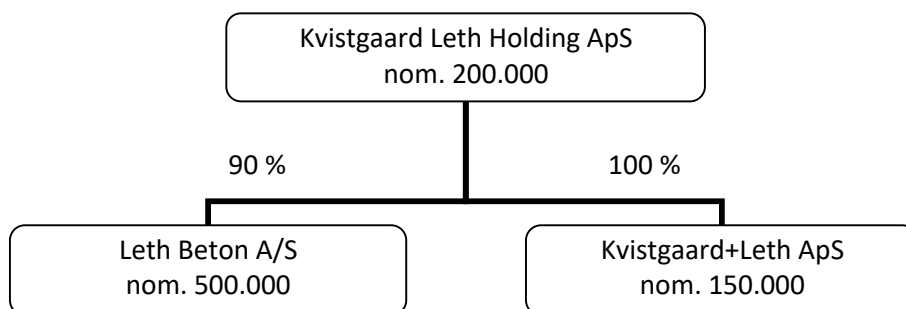 Kvistgaard Leth Holding ApS
nom. 200.000
90 %
100 %
Leth Beton A/S
nom. 500.000
Kvistgaard+Leth ApS
nom. 150.000